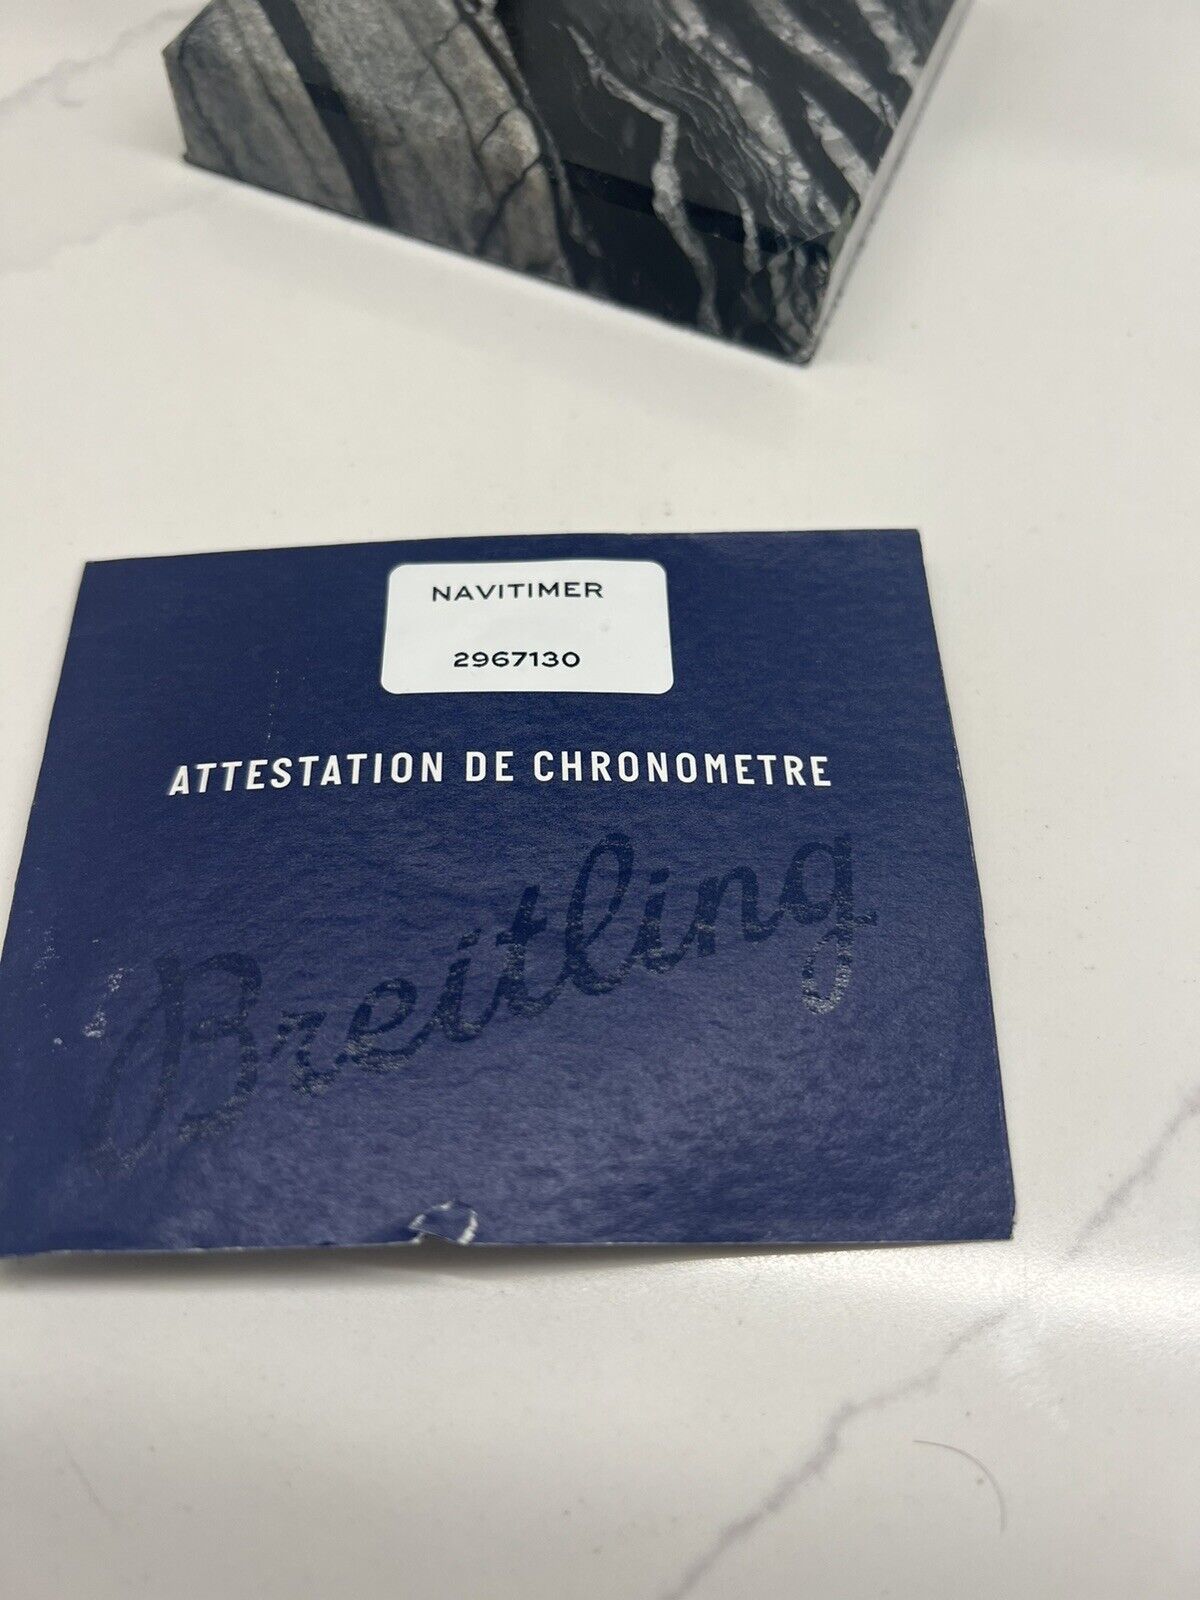 NAVITIMER
2967130
ATTESTATION DE CHRONOMETRE
Breitling